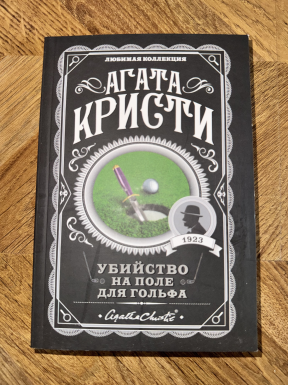 ЛЮБИМАЯ КОЛЛЕКЦИЯ
АГАТА
КРИСТИ
1923
УБИЙСТВО
НА ПОЛЕ
ДЛЯ ГОЛЬФА
Agatha Christie®